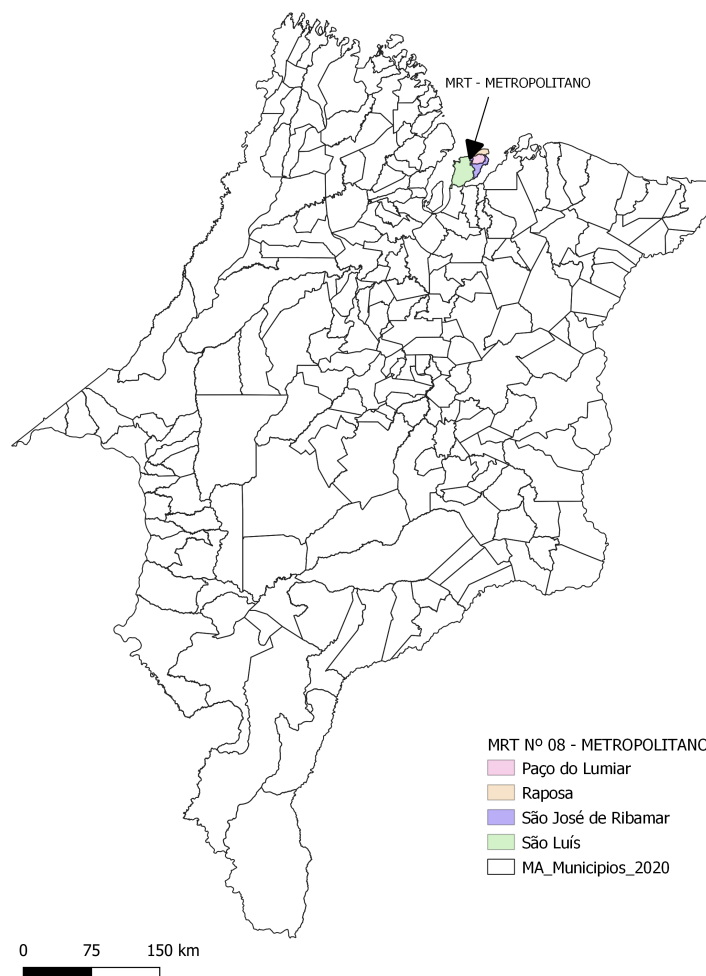 MRT - METROPOLITANO
MRT Nº 08 - METROPOLITANO
Paço do Lumiar
Raposa
São José de Ribamar
São Luís
MA_Municipios_2020
0 75 150 km